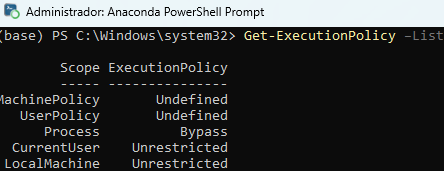 Administrador: Anaconda PowerShell Prompt
(base) PS C:\Windows\system32> Get-ExecutionPolicy -List
Scope ExecutionPolicy
----- ---------------
MachinePolicy Undefined
UserPolicy Undefined
Process Bypass
CurrentUser Unrestricted
LocalMachine Unrestricted